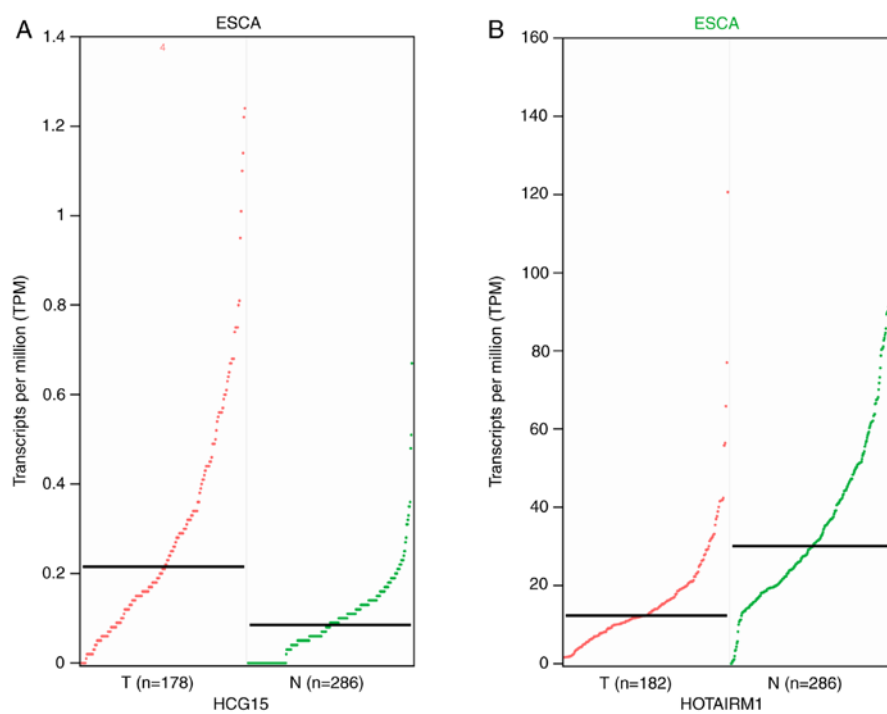 A
ESCA
4
1.4
1.2
1
0.8
0.6
0.4
0.2
0
Transcripts per million (TPM)
T (n=178)
N (n=286)
HCG15
B
ESCA
160
140
120
100
80
60
40
20
0
Transcripts per million (TPM)
T (n=182)
N (n=286)
HOTAIRM1